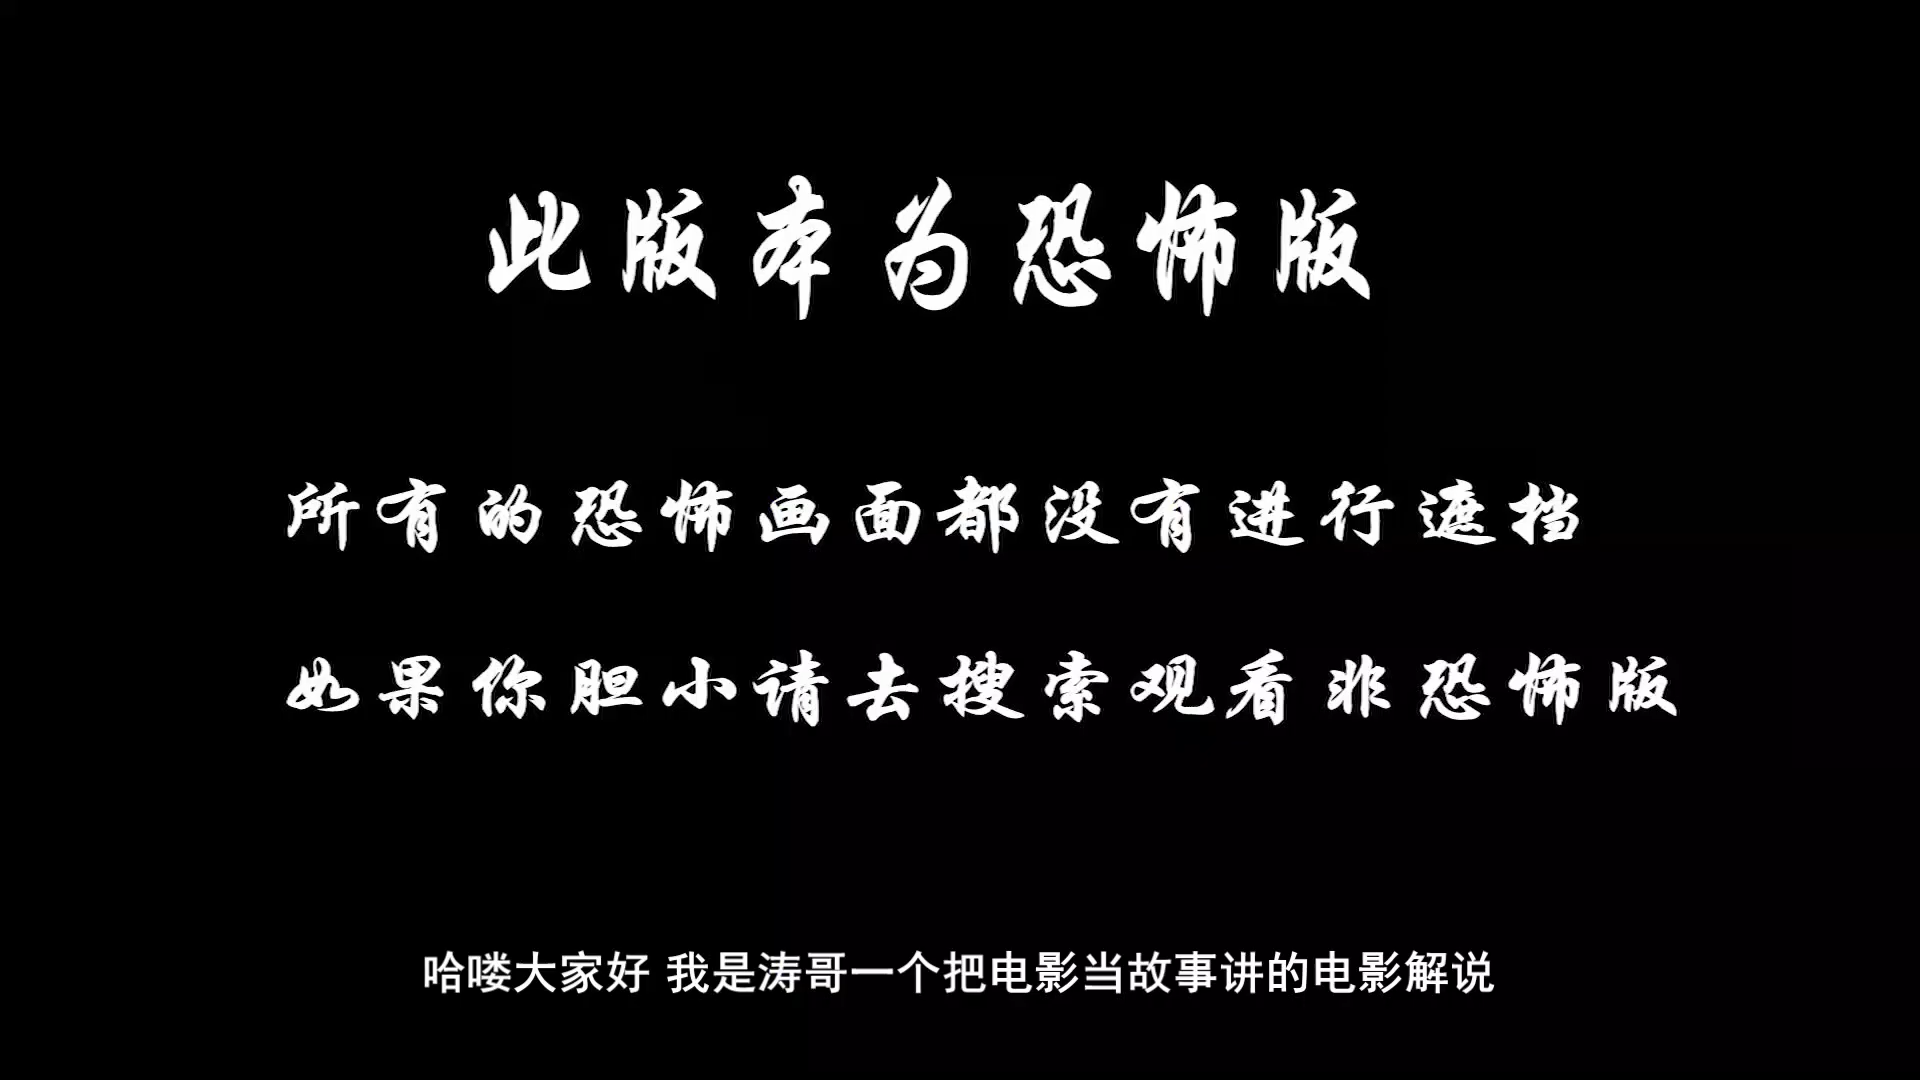 此版本为恐怖版
所有的恐怖画面都没有进行遮挡
如果你胆小请去搜索观看非恐怖版
哈喽大家好 我是涛哥一个把电影当故事讲的电影解说